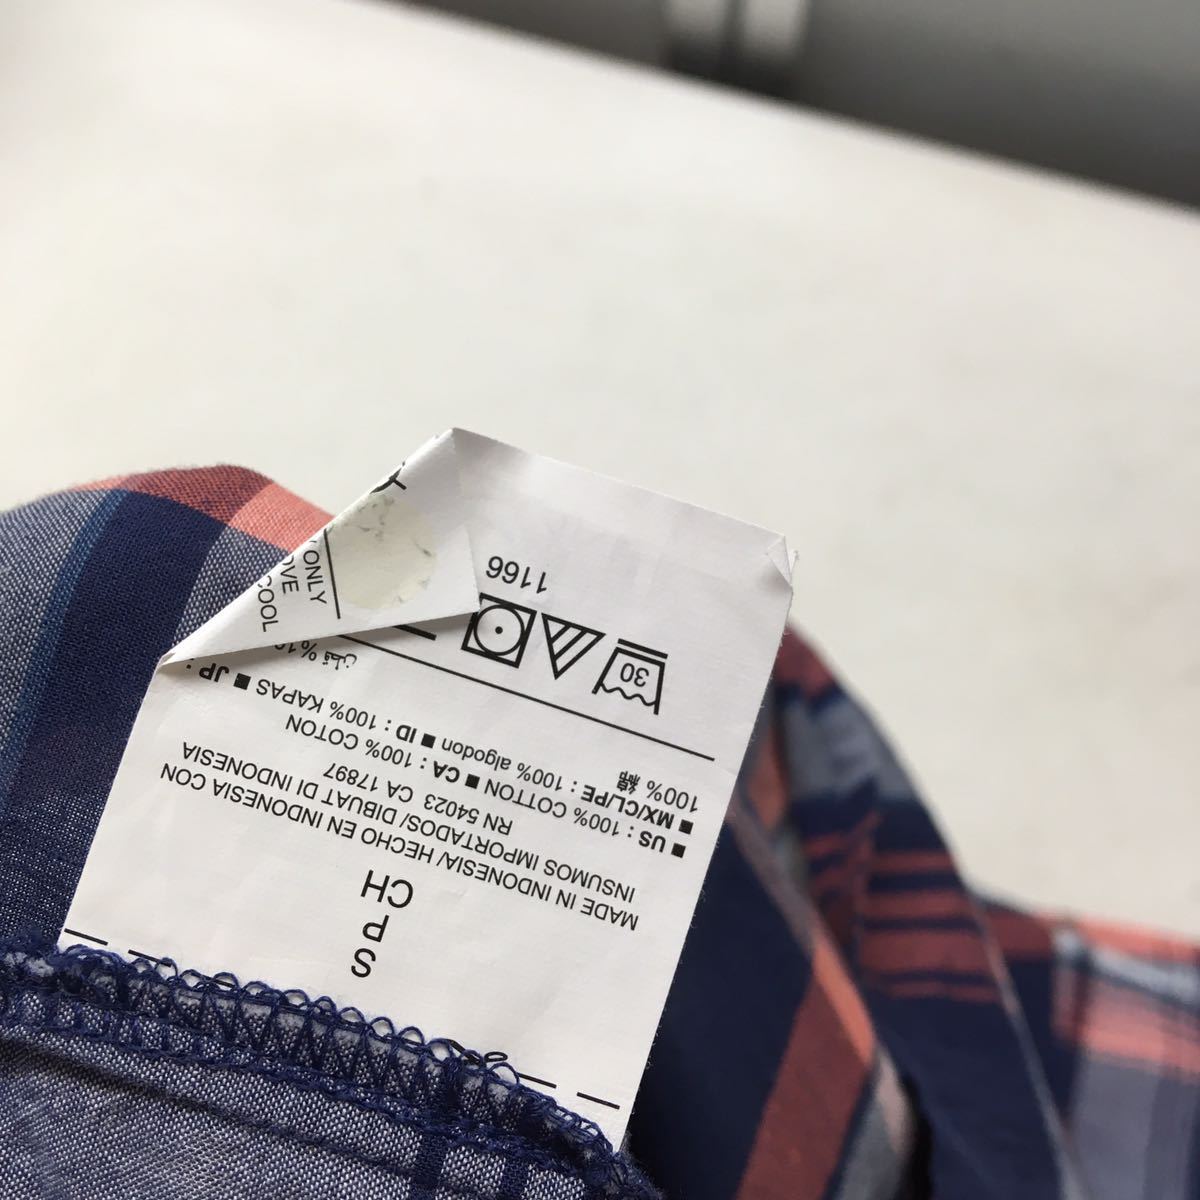 S
P
CH
MADE IN INDONESIA/ HECHO EN INDONESIA CON
INSUMOS IMPORTADOS/ DIBUAT DI INDONESIA
RN 54023 CA 17897
■ US : 100% COTTON ■ CA : 100% COTON
■ MX/CL/PE : 100% algodon ■ ID : 100% KAPAS ■ JP :
100% 綿
قطن %
30
1166
COOL
ONLY